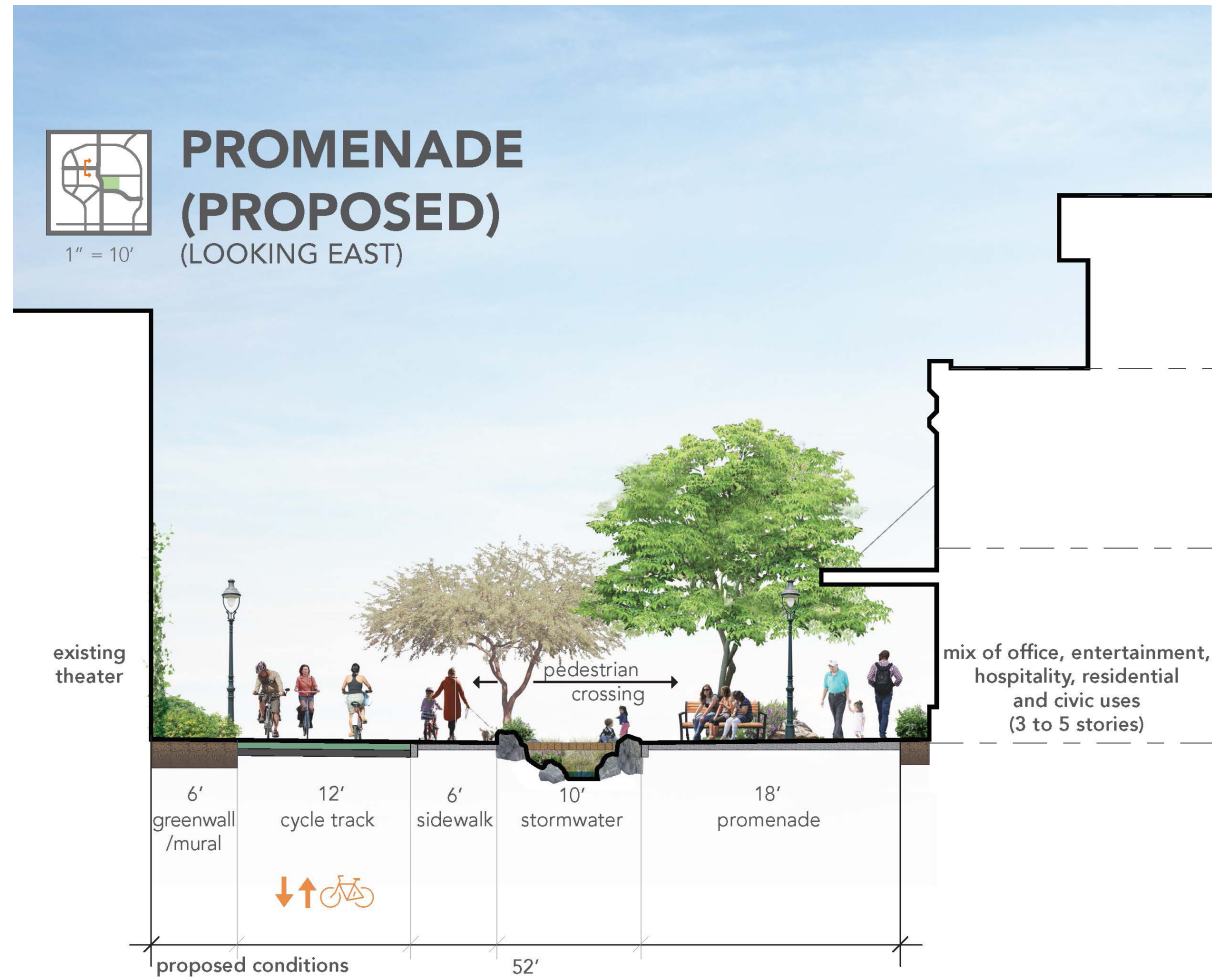 PROMENADE
(PROPOSED)
(LOOKING EAST)
1” = 10’
existing
theater
pedestrian
crossing
mix of office, entertainment,
hospitality, residential
and civic uses
(3 to 5 stories)
6’
greenwall
/mural
12’
cycle track
6’
sidewalk
10’
stormwater
18’
promenade
proposed conditions
52’